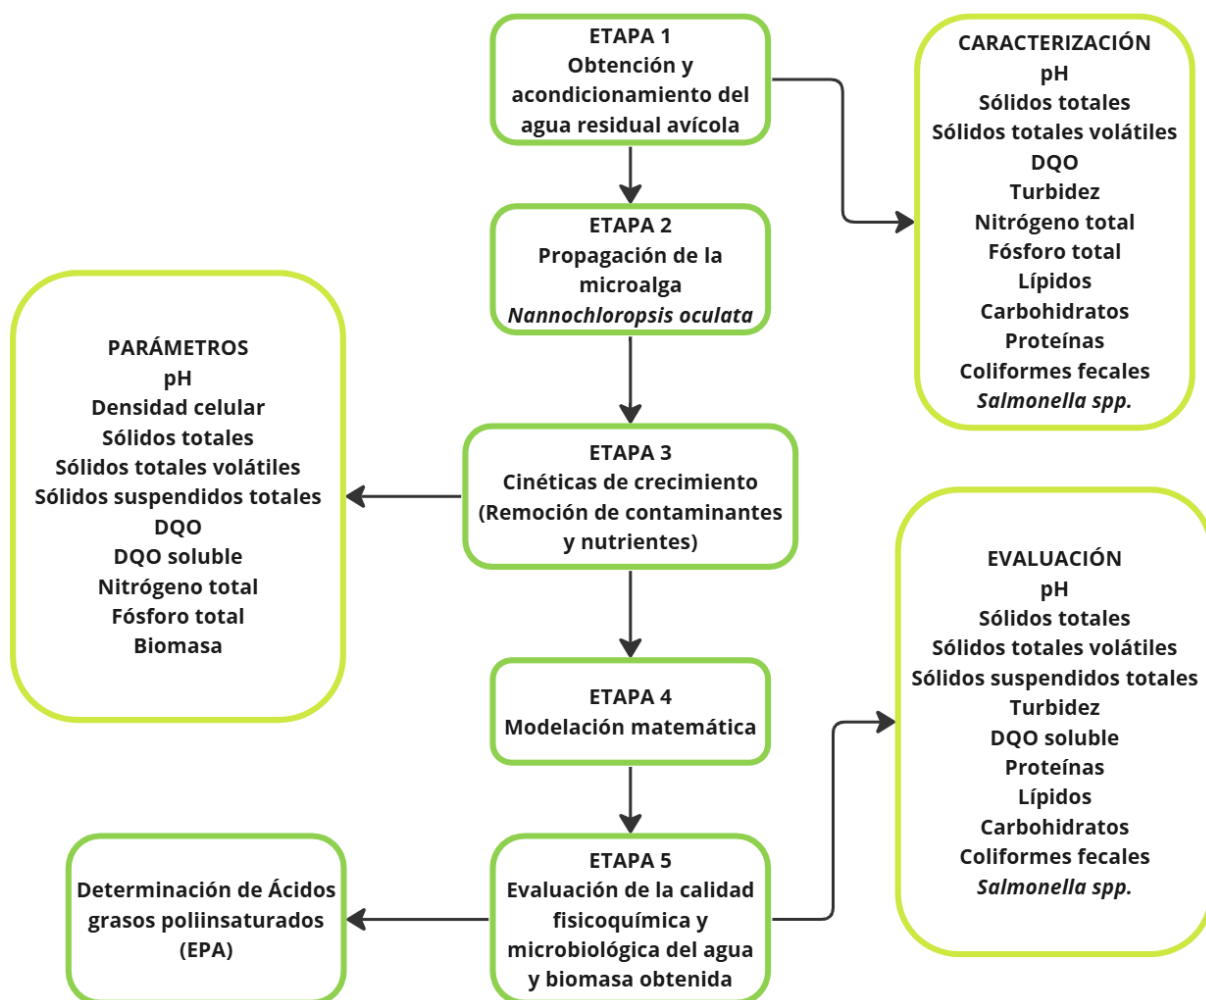 ETAPA 1
Obtención y
acondicionamiento del
agua residual avícola
CARACTERIZACIÓN
pH
Sólidos totales
Sólidos totales volátiles
DQO
Turbidez
Nitrógeno total
Fósforo total
Lípidos
Carbohidratos
Proteínas
Coliformes fecales
Salmonella spp.
ETAPA 2
Propagación de la
microalga
Nannochloropsis oculata
PARÁMETROS
pH
Densidad celular
Sólidos totales
Sólidos totales volátiles
Sólidos suspendidos totales
DQO
DQO soluble
Nitrógeno total
Fósforo total
Biomasa
ETAPA 3
Cinéticas de crecimiento
(Remoción de contaminantes
y nutrientes)
ETAPA 4
Modelación matemática
EVALUACIÓN
pH
Sólidos totales
Sólidos totales volátiles
Sólidos suspendidos totales
Turbidez
DQO soluble
Proteínas
Lípidos
Carbohidratos
Coliformes fecales
Salmonella spp.
ETAPA 5
Evaluación de la calidad
fisicoquímica y
microbiológica del agua
y biomasa obtenida
Determinación de Ácidos
grasos poliinsaturados
(EPA)